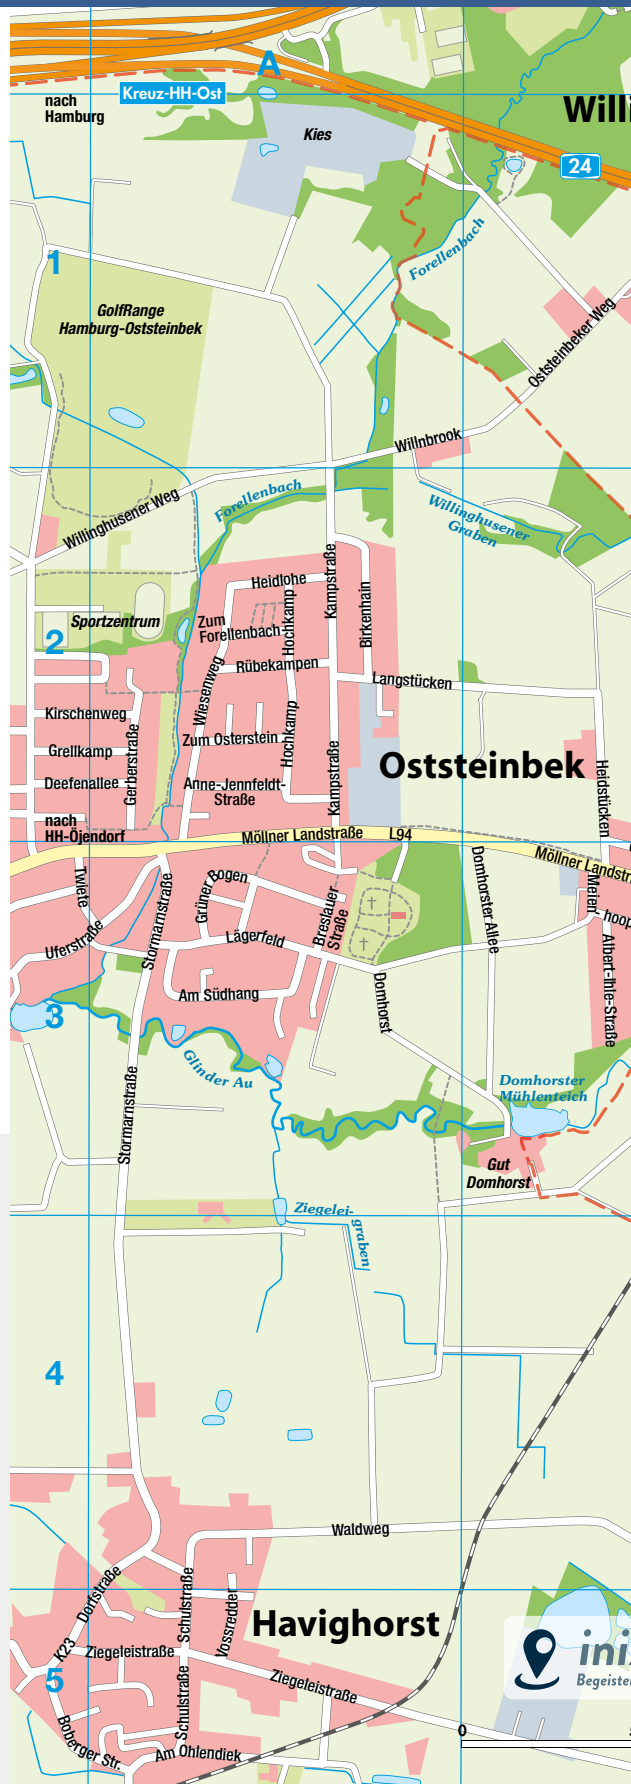 A
Kreuz-HH-Ost
nach
Hamburg
Willi
Kies
24
1
Forellenbach
GolfRange
Hamburg-Oststeinbek
Oststeinbeker Weg
Willnbrook
Willinghusener Weg
Forellenbach
Willinghusener
Graben
Heidlohe
Kampstraße
Birkenhain
Hochkamp
Sportzentrum
Zum
Forellenbach
2
Rübekampen
Langstücken
Wiesenweg
Kirschenweg
Gerberstraße
Grellkamp
Deefenallee
Zum Osterstein
Hochkamp
Kampstraße
Anne-Jennfeldt-
Straße
Oststeinbek
Heidstücken
nach
HH-Öjendorf
Möllner Landstraße
L94
Möllner Landstr
Twiete
Stormarnstraße
Grüner Bogen
Breslauer
Straße
Domhorster Allee
Meien-
hoop
Uferstraße
Lägerfeld
Albert-Ihle-Straße
Am Südhang
Domhorst
3
Glinder Au
Stormarnstraße
Domhorster
Mühlenteich
Gut
Domhorst
Ziegelei-
graben
4
Waldweg
Dorfstraße
Schulstraße
Vossredder
Havighorst
K23
Ziegeleistraße
Ziegeleistraße
5
Schulstraße
Boberger Str.
Am Ohlendiek
Begeister
0